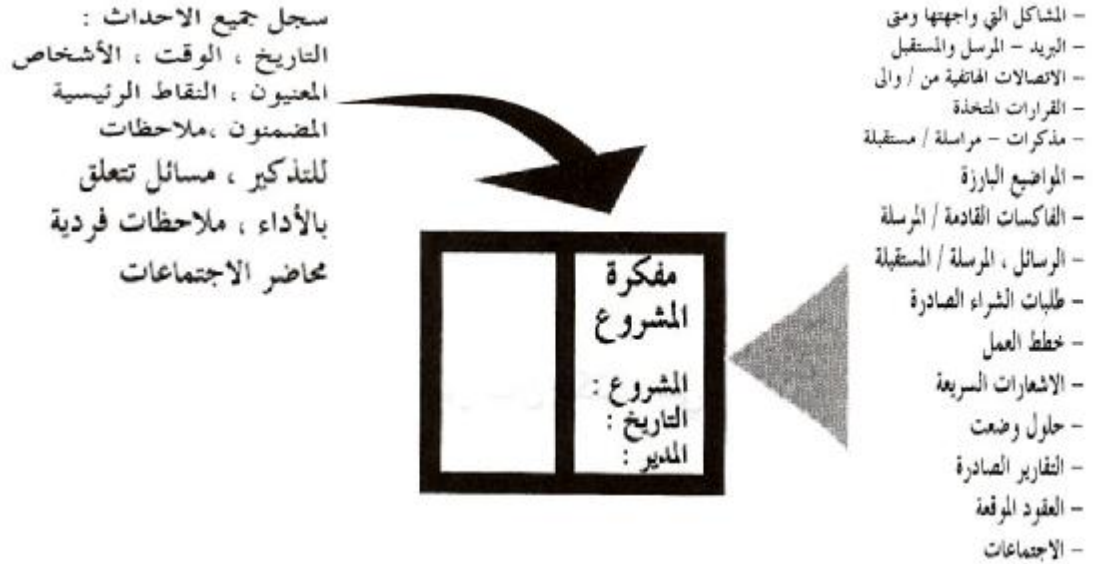 - المشاكل التي واجهتها ومتى
- البريد - المرسل والمستقبل
- الاتصالات الهاتفية من / والى
- القرارات المتخذة
- مذكرات - مراسلة / مستقبلة
- المواضيع البارزة
- الفاكسات القادمة / المرسلة
- الرسائل ، المرسلة / المستقبلة
- طلبات الشراء الصادرة
- خطط العمل
- الاشعارات السريعة
- حلول وضعت
- التقارير الصادرة
- العقود الموقعة
- الاجتماعات
مفكرة
المشروع
المشروع :
التاريخ :
المدير :
سجل جميع الاحداث :
التاريخ ، الوقت ، الأشخاص
المعنيون ، النقاط الرئيسية
المضمنون ،ملاحظات
للتذكير ، مسائل تتعلق
بالأداء ، ملاحظات فردية
محاضر الاجتماعات